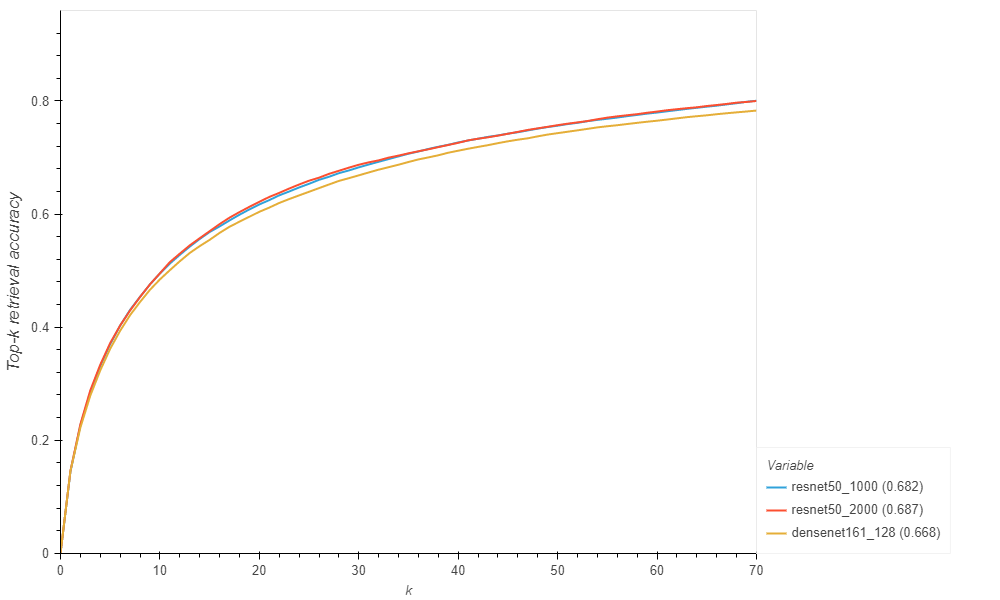 Top-k retrieval accuracy
0.8
0.6
0.4
0.2
0
0 10 20 30 40 50 60 70
k
Variable
resnet50_1000 (0.682)
resnet50_2000 (0.687)
densenet161_128 (0.668)